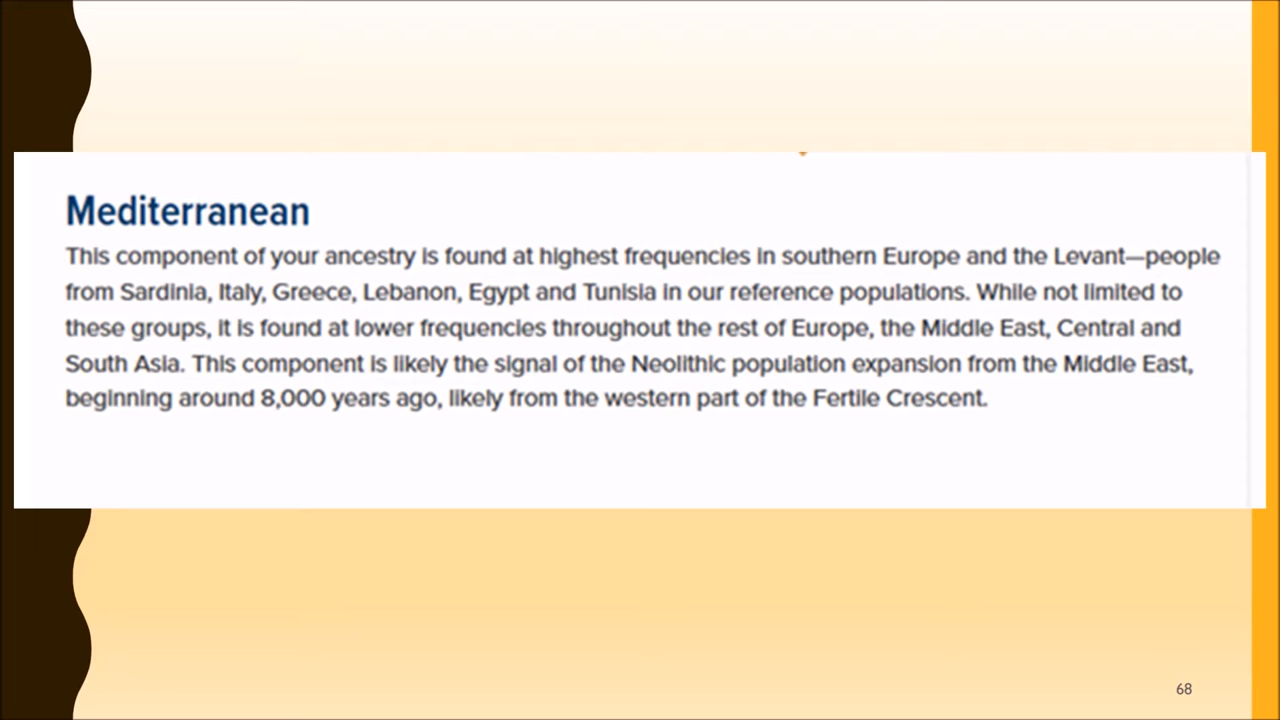 Mediterranean
This component of your ancestry is found at highest frequencies in southern Europe and the Levant—people
from Sardinia, Italy, Greece, Lebanon, Egypt and Tunisia in our reference populations. While not limited to
these groups, it is found at lower frequencies throughout the rest of Europe, the Middle East, Central and
South Asia. This component is likely the signal of the Neolithic population expansion from the Middle East,
beginning around 8,000 years ago, likely from the western part of the Fertile Crescent.
68